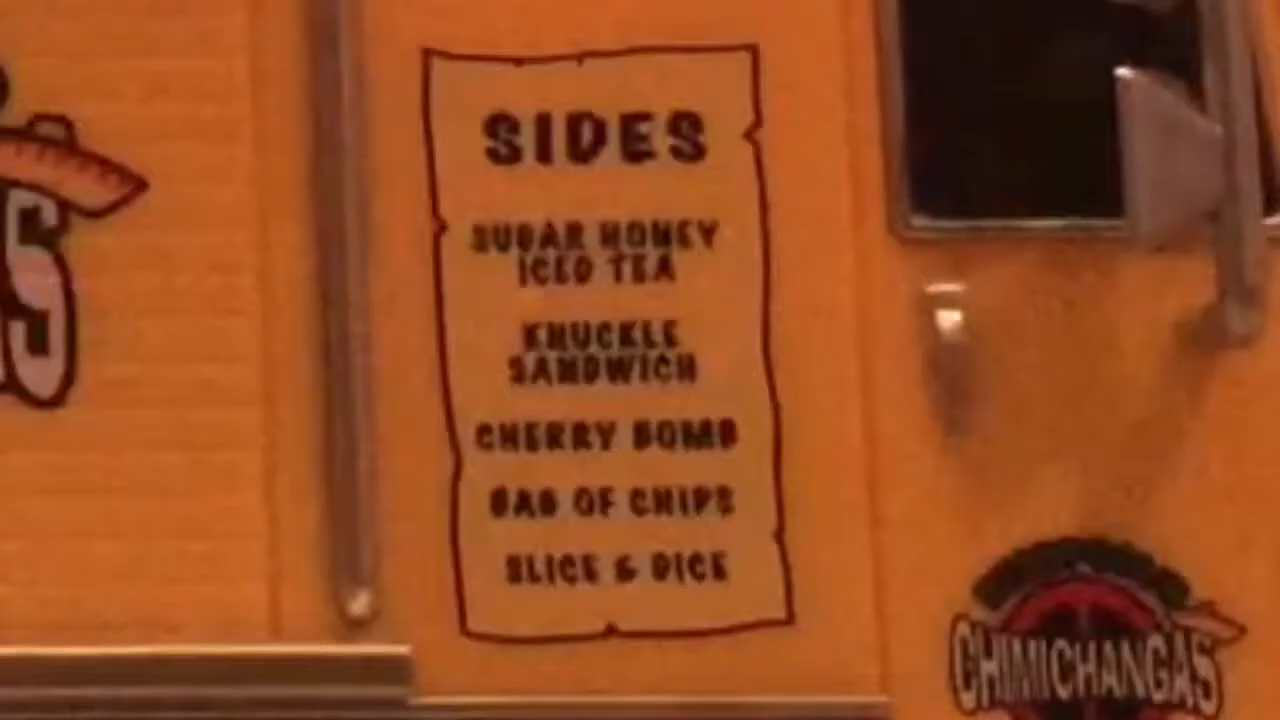 SIDES
SUGAR HONEY
ICED TEA
KNUCKLE
SANDWICH
CHERRY BOMB
BAG OF CHIPS
SLICE & DICE
CHIMICHANGAS